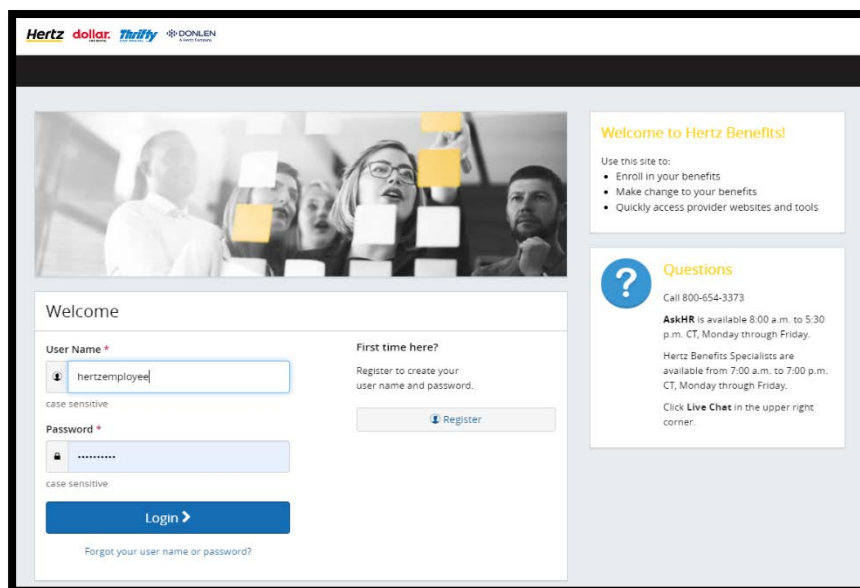 Hertz dollar. Thrifty DONLEN
A Hertz Company
Welcome to Hertz Benefits!
Use this site to:
• Enroll in your benefits
• Make change to your benefits
• Quickly access provider websites and tools
?
Questions
Call 800-654-3373
AskHR is available 8:00 a.m. to 5:30
p.m. CT, Monday through Friday.
Hertz Benefits Specialists are
available from 7:00 a.m. to 7:00 p.m.
CT, Monday through Friday.
Click Live Chat in the upper right
corner.
Welcome
User Name *
hertzemployee
case sensitive
Password *
••••••••••
case sensitive
Login
Forgot your user name or password?
First time here?
Register to create your
user name and password.
Register